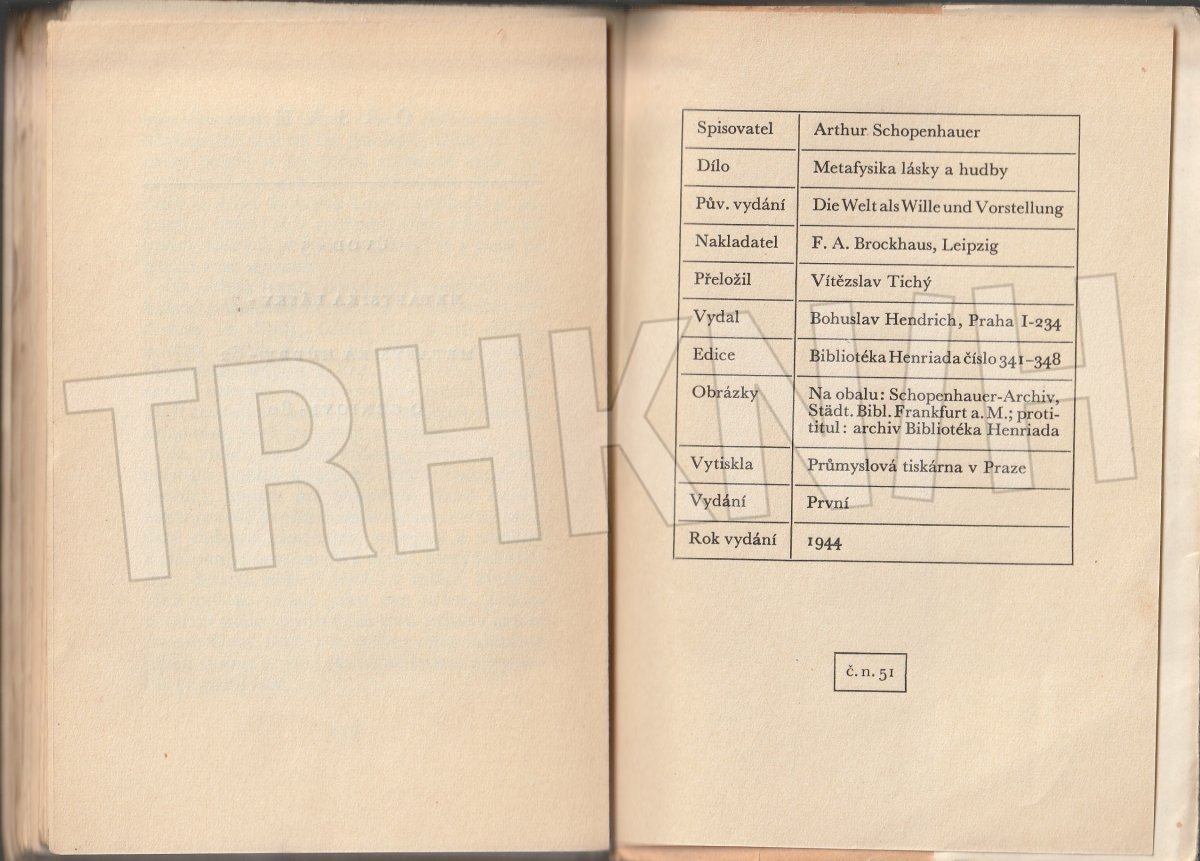 Spisovatel Arthur Schopenhauer
Dílo Metafysika lásky a hudby
Pův. vydání Die Welt als Wille und Vorstellung
Nakladatel F. A. Brockhaus, Leipzig
Přeložil Vítězslav Tichý
Vydal Bohuslav Hendrich, Praha I-234
Edice Bibliotéka Henriada číslo 341–348
Obrázky Na obalu: Schopenhauer-Archiv,
Städt. Bibl. Frankfurt a. M.; proti-
titul: archiv Bibliotéka Henriada
Vytiskla Průmyslová tiskárna v Praze
Vydání První
Rok vydání 1944
č. n. 51
TRHKNIH